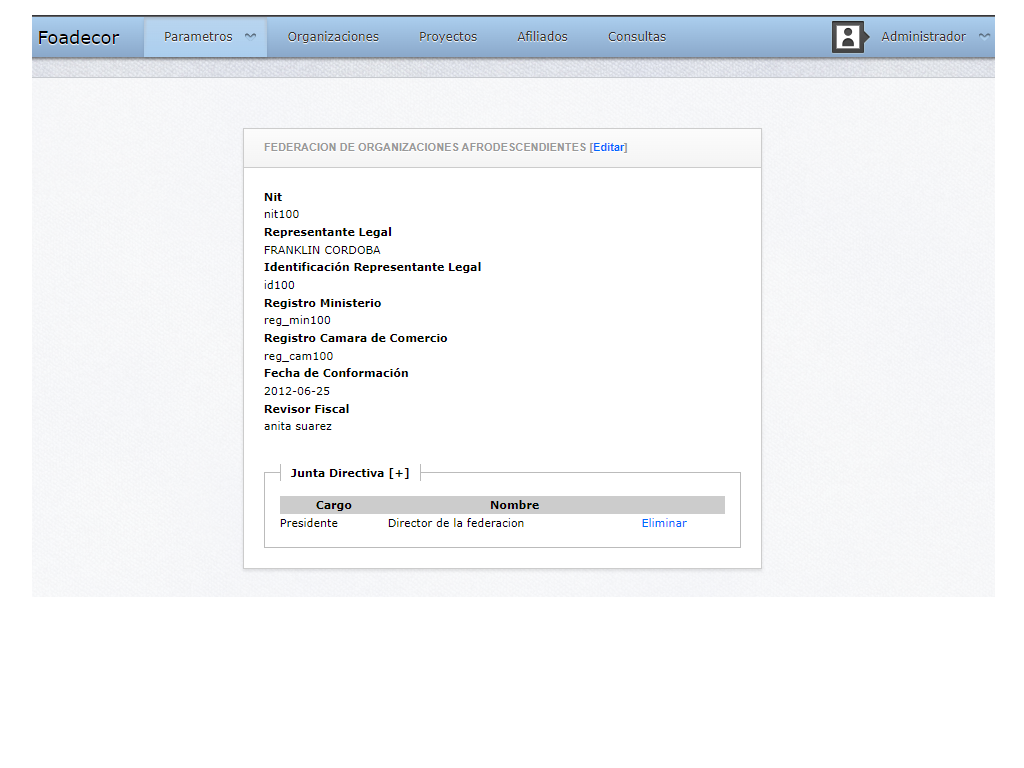 Foadecor Parametros Organizaciones Proyectos Afiliados Consultas Administrador
FEDERACION DE ORGANIZACIONES AFRODESCENDIENTES [Editar]
Nit
nit100
Representante Legal
FRANKLIN CORDOBA
Identificación Representante Legal
id100
Registro Ministerio
reg_min100
Registro Camara de Comercio
reg_cam100
Fecha de Conformación
2012-06-25
Revisor Fiscal
anita suarez
Junta Directiva [+]
Cargo Nombre
Presidente Director de la federacion Eliminar